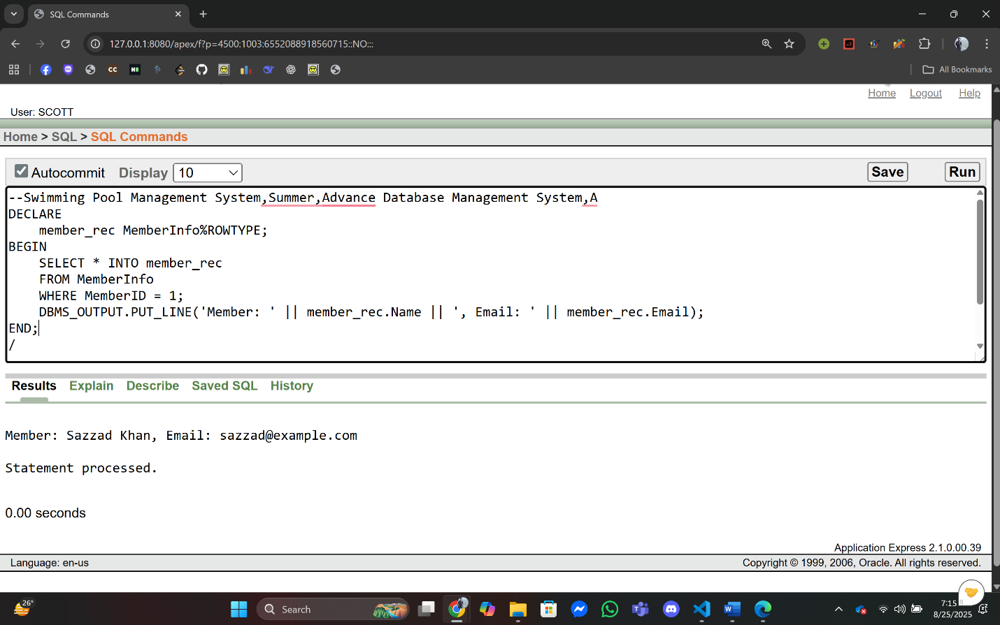 SQL Commands
127.0.0.1:8080/apex/f?p=4500:1003:6552088918560715::NO:::
CC
All Bookmarks
Home Logout Help
User: SCOTT
Home > SQL > SQL Commands
Autocommit Display 10 Save Run
--Swimming Pool Management System,Summer,Advance Database Management System,A
DECLARE
    member_rec MemberInfo%ROWTYPE;
BEGIN
    SELECT * INTO member_rec
    FROM MemberInfo
    WHERE MemberID = 1;
    DBMS_OUTPUT.PUT_LINE('Member: ' || member_rec.Name || ', Email: ' || member_rec.Email);
END;
/
Results Explain Describe Saved SQL History
Member: Sazzad Khan, Email: sazzad@example.com
Statement processed.
0.00 seconds
Application Express 2.1.0.00.39
Language: en-us Copyright © 1999, 2006, Oracle. All rights reserved.
26°
Search
7:15
8/25/2025